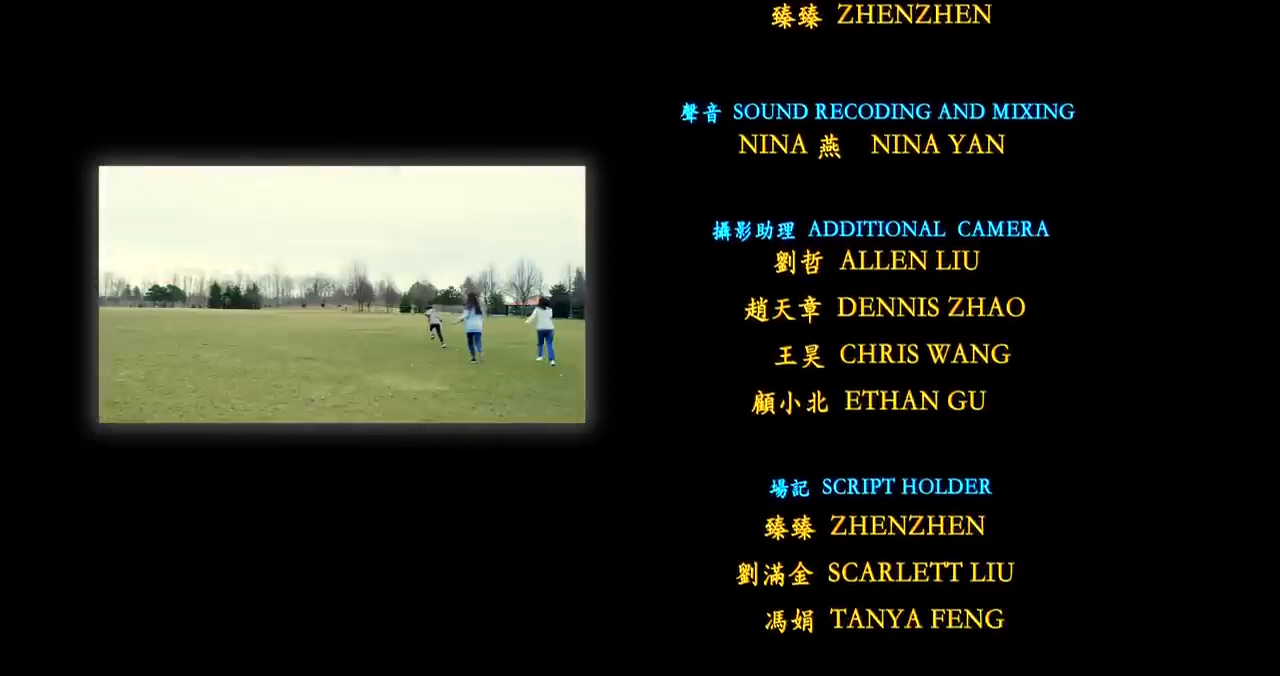 臻臻 ZHENZHEN
聲音 SOUND RECODING AND MIXING
NINA 燕 NINA YAN
攝影助理 ADDITIONAL CAMERA
劉哲 ALLEN LIU
趙天章 DENNIS ZHAO
王昊 CHRIS WANG
顧小北 ETHAN GU
場記 SCRIPT HOLDER
臻臻 ZHENZHEN
劉滿金 SCARLETT LIU
馮娟 TANYA FENG